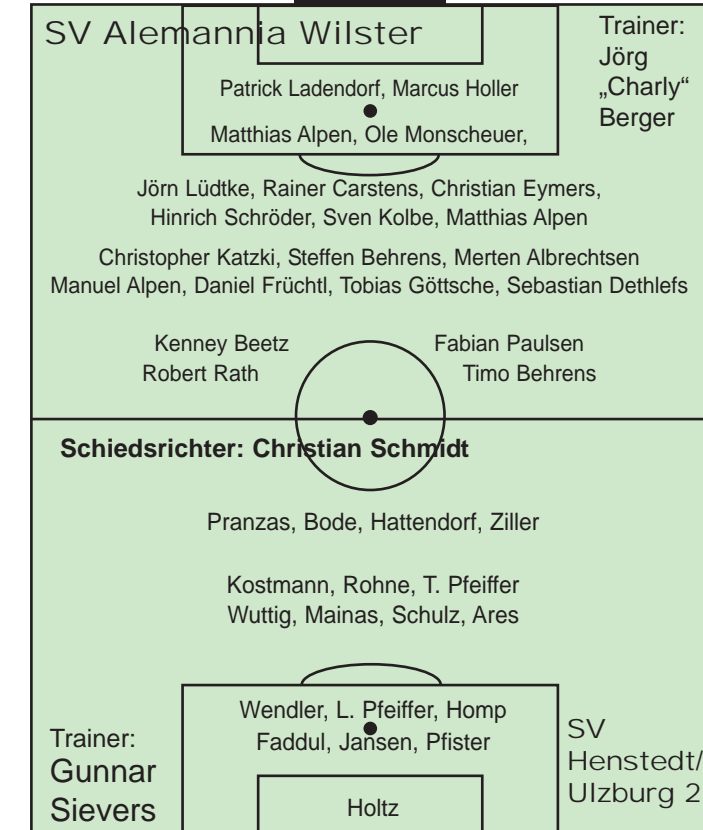 SV Alemannia Wilster
Trainer:
Jörg
„Charly“
Berger
Patrick Ladendorf, Marcus Holler
Matthias Alpen, Ole Monscheuer,
Jörn Lüdtke, Rainer Carstens, Christian Eymers,
Hinrich Schröder, Sven Kolbe, Matthias Alpen
Christopher Katzki, Steffen Behrens, Merten Albrechtsen
Manuel Alpen, Daniel Früchtl, Tobias Göttsche, Sebastian Dethlefs
Kenney Beetz
Fabian Paulsen
Robert Rath
Timo Behrens
Schiedsrichter: Christian Schmidt
Pranzas, Bode, Hattendorf, Ziller
Kostmann, Rohne, T. Pfeiffer
Wuttig, Mainas, Schulz, Ares
Wendler, L. Pfeiffer, Homp
Faddul, Jansen, Pfister
Holtz
Trainer:
Gunnar
Sievers
SV
Henstedt/
Ulzburg 2